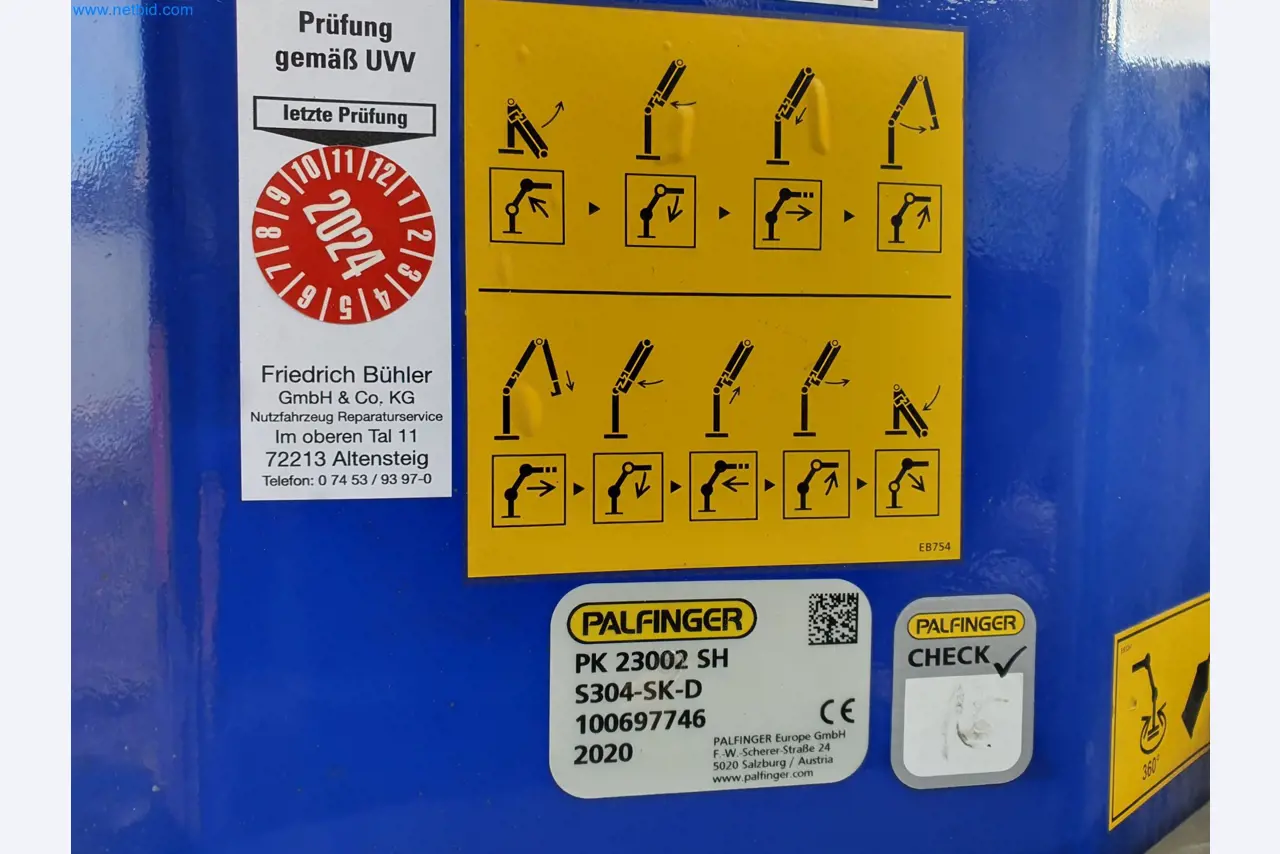 www.netbid.com
Prüfung
gemäß UVV
letzte Prüfung
10 11 12 1 2 3 4 5 6 7 8 9
2024
Friedrich Bühler
GmbH & Co. KG
Nutzfahrzeug Reparaturservice
Im oberen Tal 11
72213 Altensteig
Telefon: 0 74 53 / 93 97-0
EB754
PALFINGER
PK 23002 SH
S304-SK-D
100697746
2020
CE
PALFINGER Europe GmbH
F.-W.-Scherer-Straße 24
5020 Salzburg / Austria
www.palfinger.com
PALFINGER
CHECK
360°